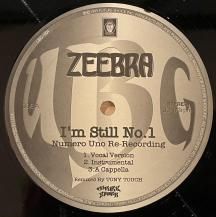 ZEEBRA
I'm Still No.1
Numero Uno Re-Recording
1. Vocal Version
2. Instrumental
3. A Cappella
Remixed By TONY TOUCH